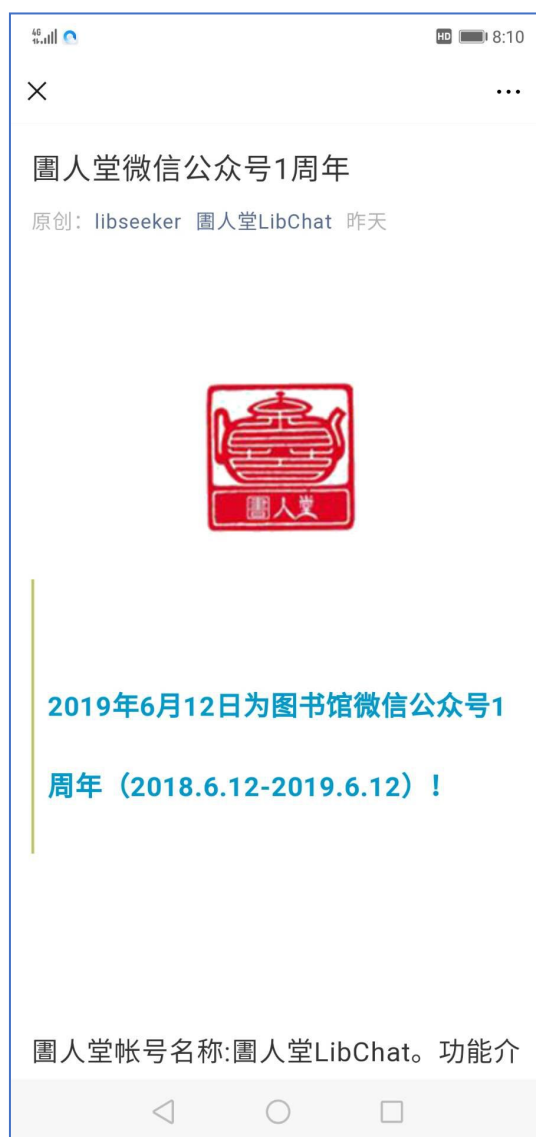 4G
HD 8:10
圕人堂微信公众号1周年
原创：libseeker 圕人堂LibChat 昨天
圕人堂
2019年6月12日为图书馆微信公众号1
周年（2018.6.12-2019.6.12）！
圕人堂帐号名称:圕人堂LibChat。功能介